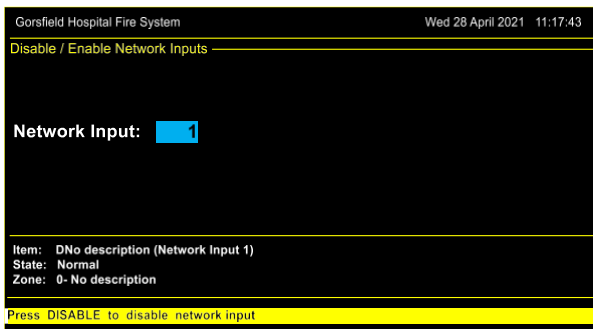 Gorsfield Hospital Fire System Wed 28 April 2021 11:17:43
Disable / Enable Network Inputs
Network Input: 1
Item: DNo description (Network Input 1)
State: Normal
Zone: 0- No description
Press DISABLE to disable network input